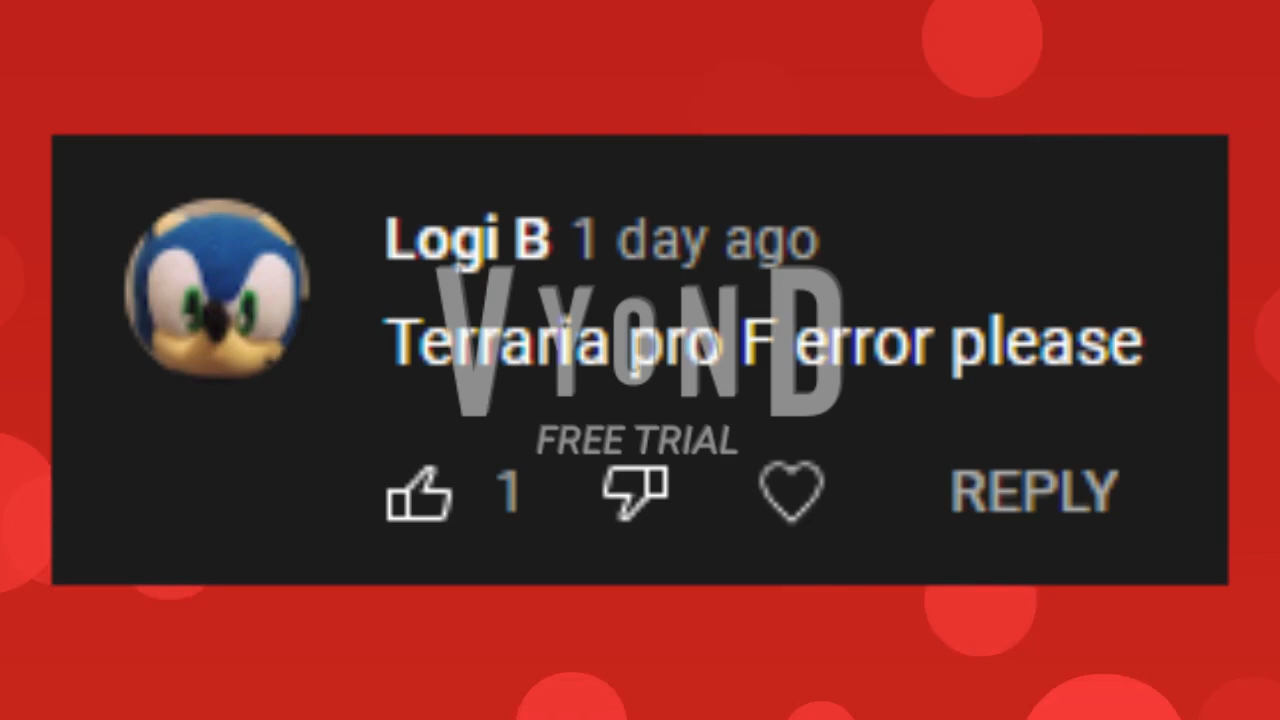 Logi B 1 day ago
Terraria pro F error please
VYOND
FREE TRIAL
1
REPLY